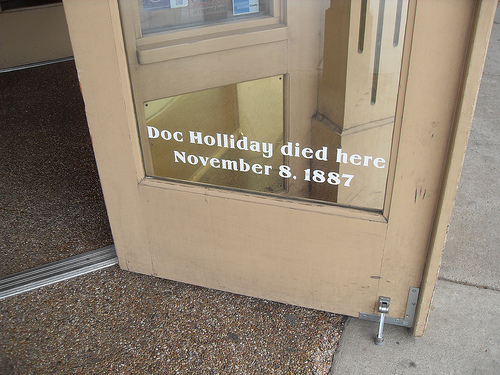 Doc Holliday died here
November 8, 1887